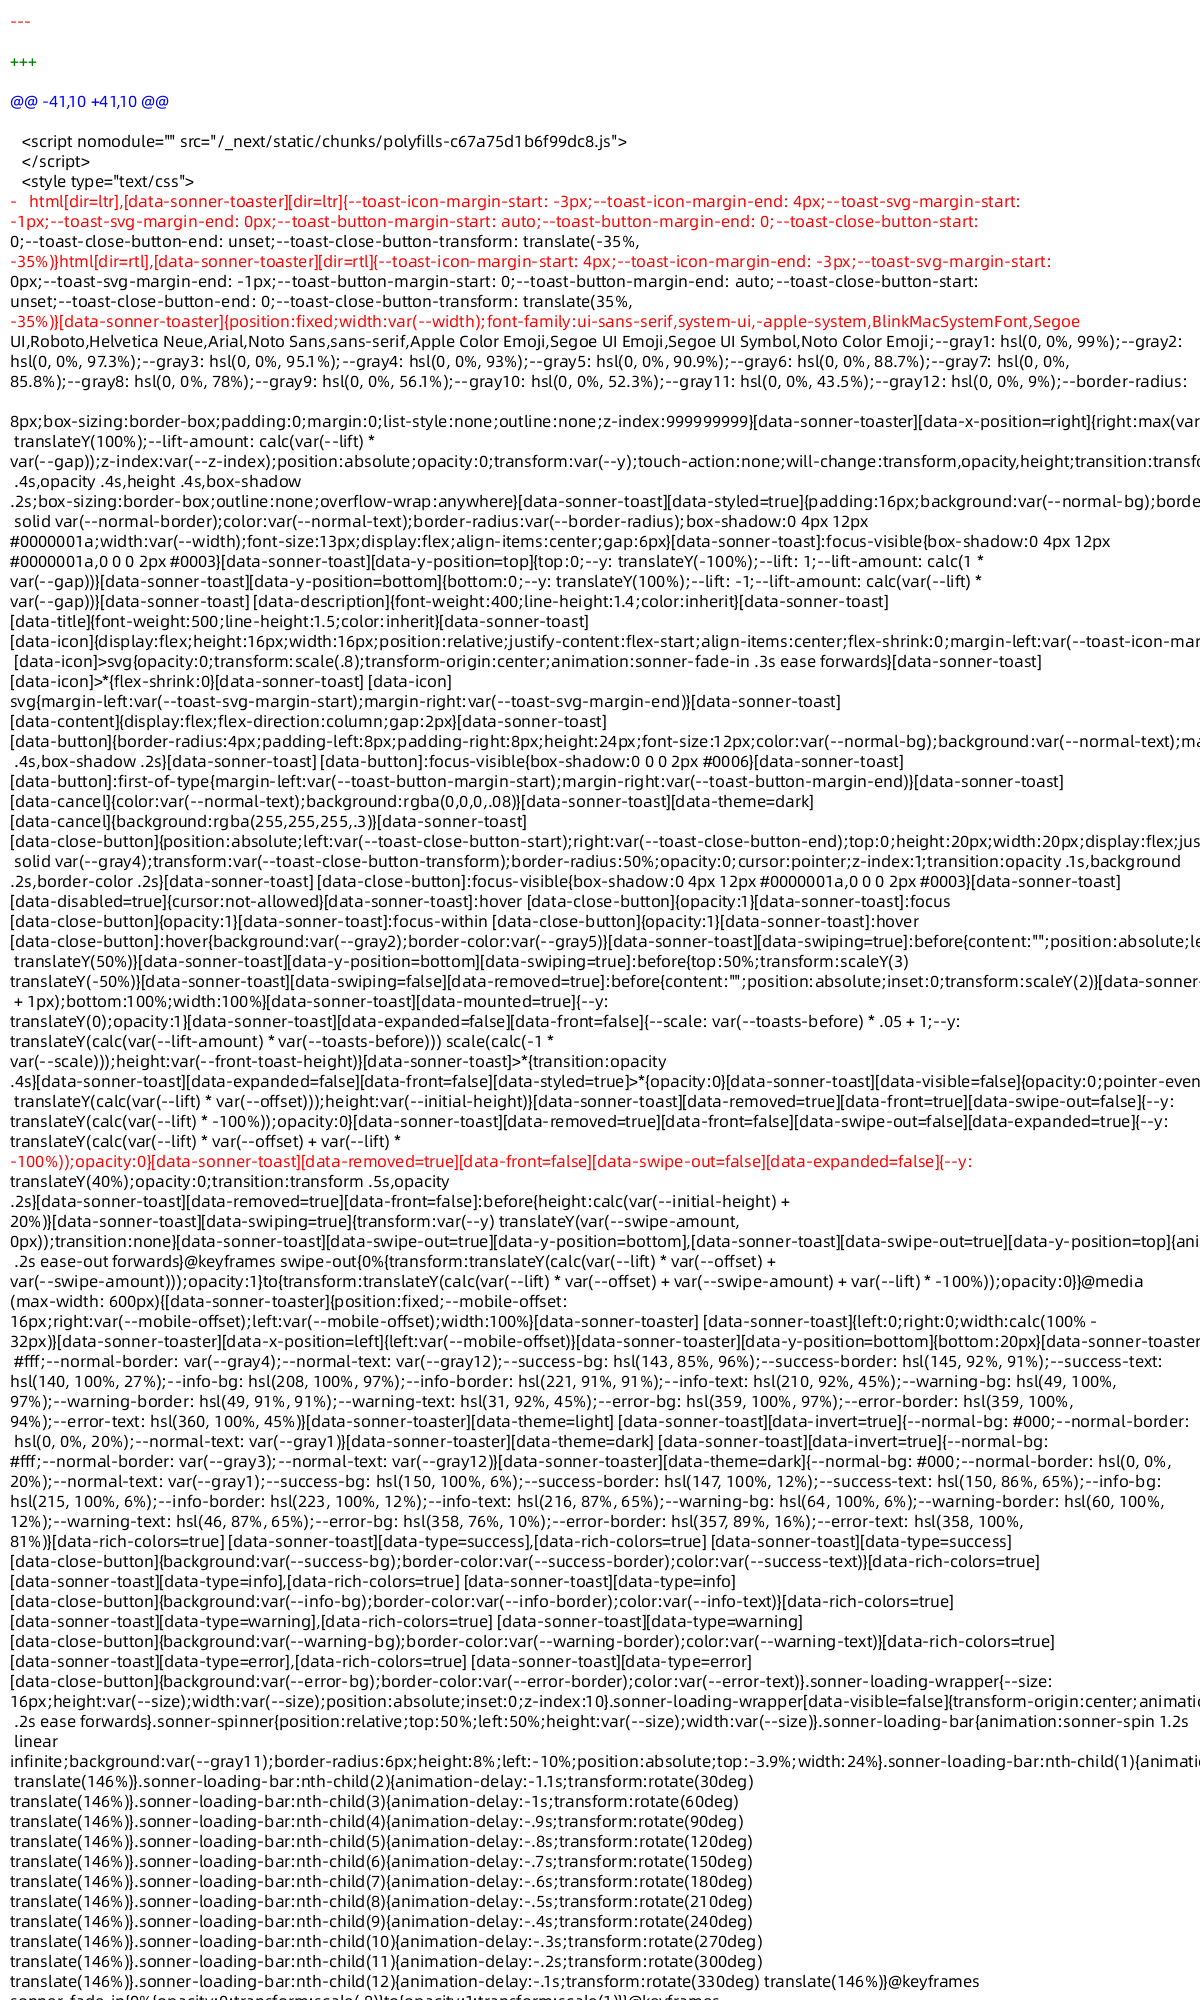 ---
+++
@@ -41,10 +41,10 @@
<script nomodule="" src="/_next/static/chunks/polyfills-c67a75d1b6f99dc8.js">
</script>
<style type="text/css">
-   html[dir=ltr],[data-sonner-toaster][dir=ltr]{--toast-icon-margin-start: -3px;--toast-icon-margin-end: 4px;--toast-svg-margin-start:
-1px;--toast-svg-margin-end: 0px;--toast-button-margin-start: auto;--toast-button-margin-end: 0;--toast-close-button-start:
0;--toast-close-button-end: unset;--toast-close-button-transform: translate(-35%,
-35%)}html[dir=rtl],[data-sonner-toaster][dir=rtl]{--toast-icon-margin-start: 4px;--toast-icon-margin-end: -3px;--toast-svg-margin-start:
0px;--toast-svg-margin-end: -1px;--toast-button-margin-start: 0;--toast-button-margin-end: auto;--toast-close-button-start:
unset;--toast-close-button-end: 0;--toast-close-button-transform: translate(35%,
-35%)}[data-sonner-toaster]{position:fixed;width:var(--width);font-family:ui-sans-serif,system-ui,-apple-system,BlinkMacSystemFont,Segoe
UI,Roboto,Helvetica Neue,Arial,Noto Sans,sans-serif,Apple Color Emoji,Segoe UI Emoji,Segoe UI Symbol,Noto Color Emoji;--gray1: hsl(0, 0%, 99%);--gray2:
hsl(0, 0%, 97.3%);--gray3: hsl(0, 0%, 95.1%);--gray4: hsl(0, 0%, 93%);--gray5: hsl(0, 0%, 90.9%);--gray6: hsl(0, 0%, 88.7%);--gray7: hsl(0, 0%,
85.8%);--gray8: hsl(0, 0%, 78%);--gray9: hsl(0, 0%, 56.1%);--gray10: hsl(0, 0%, 52.3%);--gray11: hsl(0, 0%, 43.5%);--gray12: hsl(0, 0%, 9%);--border-radius:
8px;box-sizing:border-box;padding:0;margin:0;list-style:none;outline:none;z-index:999999999}[data-sonner-toaster][data-x-position=right]{right:max(var
translateY(100%);--lift-amount: calc(var(--lift) *
var(--gap));z-index:var(--z-index);position:absolute;opacity:0;transform:var(--y);touch-action:none;will-change:transform,opacity,height;transition:transfo
.4s,opacity .4s,height .4s,box-shadow
.2s;box-sizing:border-box;outline:none;overflow-wrap:anywhere}[data-sonner-toast][data-styled=true]{padding:16px;background:var(--normal-bg);borde
solid var(--normal-border);color:var(--normal-text);border-radius:var(--border-radius);box-shadow:0 4px 12px
#0000001a;width:var(--width);font-size:13px;display:flex;align-items:center;gap:6px}[data-sonner-toast]:focus-visible{box-shadow:0 4px 12px
#0000001a,0 0 0 2px #0003}[data-sonner-toast][data-y-position=top]{top:0;--y: translateY(-100%);--lift: 1;--lift-amount: calc(1 *
var(--gap))}[data-sonner-toast][data-y-position=bottom]{bottom:0;--y: translateY(100%);--lift: -1;--lift-amount: calc(var(--lift) *
var(--gap))}[data-sonner-toast] [data-description]{font-weight:400;line-height:1.4;color:inherit}[data-sonner-toast]
[data-title]{font-weight:500;line-height:1.5;color:inherit}[data-sonner-toast]
[data-icon]{display:flex;height:16px;width:16px;position:relative;justify-content:flex-start;align-items:center;flex-shrink:0;margin-left:var(--toast-icon-mar
[data-icon]>svg{opacity:0;transform:scale(.8);transform-origin:center;animation:sonner-fade-in .3s ease forwards}[data-sonner-toast]
[data-icon]>*{flex-shrink:0}[data-sonner-toast] [data-icon]
svg{margin-left:var(--toast-svg-margin-start);margin-right:var(--toast-svg-margin-end)}[data-sonner-toast]
[data-content]{display:flex;flex-direction:column;gap:2px}[data-sonner-toast]
[data-button]{border-radius:4px;padding-left:8px;padding-right:8px;height:24px;font-size:12px;color:var(--normal-bg);background:var(--normal-text);ma
.4s,box-shadow .2s}[data-sonner-toast] [data-button]:focus-visible{box-shadow:0 0 0 2px #0006}[data-sonner-toast]
[data-button]:first-of-type{margin-left:var(--toast-button-margin-start);margin-right:var(--toast-button-margin-end)}[data-sonner-toast]
[data-cancel]{color:var(--normal-text);background:rgba(0,0,0,.08)}[data-sonner-toast][data-theme=dark]
[data-cancel]{background:rgba(255,255,255,.3)}[data-sonner-toast]
[data-close-button]{position:absolute;left:var(--toast-close-button-start);right:var(--toast-close-button-end);top:0;height:20px;width:20px;display:flex;jus
solid var(--gray4);transform:var(--toast-close-button-transform);border-radius:50%;opacity:0;cursor:pointer;z-index:1;transition:opacity .1s,background
.2s,border-color .2s}[data-sonner-toast] [data-close-button]:focus-visible{box-shadow:0 4px 12px #0000001a,0 0 0 2px #0003}[data-sonner-toast]
[data-disabled=true]{cursor:not-allowed}[data-sonner-toast]:hover [data-close-button]{opacity:1}[data-sonner-toast]:focus
[data-close-button]{opacity:1}[data-sonner-toast]:focus-within [data-close-button]{opacity:1}[data-sonner-toast]:hover
[data-close-button]:hover{background:var(--gray2);border-color:var(--gray5)}[data-sonner-toast][data-swiping=true]:before{content:"";position:absolute;le
translateY(50%)}[data-sonner-toast][data-y-position=bottom][data-swiping=true]:before{top:50%;transform:scaleY(3)
translateY(-50%)}[data-sonner-toast][data-swiping=false][data-removed=true]:before{content:"";position:absolute;inset:0;transform:scaleY(2)}[data-sonner-
+ 1px);bottom:100%;width:100%}[data-sonner-toast][data-mounted=true]{--y:
translateY(0);opacity:1}[data-sonner-toast][data-expanded=false][data-front=false]{--scale: var(--toasts-before) * .05 + 1;--y:
translateY(calc(var(--lift-amount) * var(--toasts-before))) scale(calc(-1 *
var(--scale)));height:var(--front-toast-height)}[data-sonner-toast]>*{transition:opacity
.4s}[data-sonner-toast][data-expanded=false][data-front=false][data-styled=true]>*{opacity:0}[data-sonner-toast][data-visible=false]{opacity:0;pointer-even
translateY(calc(var(--lift) * var(--offset)));height:var(--initial-height)}[data-sonner-toast][data-removed=true][data-front=true][data-swipe-out=false]{--y:
translateY(calc(var(--lift) * -100%));opacity:0}[data-sonner-toast][data-removed=true][data-front=false][data-swipe-out=false][data-expanded=true]{--y:
translateY(calc(var(--lift) * var(--offset) + var(--lift) *
-100%));opacity:0}[data-sonner-toast][data-removed=true][data-front=false][data-swipe-out=false][data-expanded=false]{--y:
translateY(40%);opacity:0;transition:transform .5s,opacity
.2s}[data-sonner-toast][data-removed=true][data-front=false]:before{height:calc(var(--initial-height) +
20%)}[data-sonner-toast][data-swiping=true]{transform:var(--y) translateY(var(--swipe-amount,
0px));transition:none}[data-sonner-toast][data-swipe-out=true][data-y-position=bottom],[data-sonner-toast][data-swipe-out=true][data-y-position=top]{ani
.2s ease-out forwards}@keyframes swipe-out{0%{transform:translateY(calc(var(--lift) * var(--offset) +
var(--swipe-amount)));opacity:1}to{transform:translateY(calc(var(--lift) * var(--offset) + var(--swipe-amount) + var(--lift) * -100%));opacity:0}}@media
(max-width: 600px){[data-sonner-toaster]{position:fixed;--mobile-offset:
16px;right:var(--mobile-offset);left:var(--mobile-offset);width:100%}[data-sonner-toaster] [data-sonner-toast]{left:0;right:0;width:calc(100% -
32px)}[data-sonner-toaster][data-x-position=left]{left:var(--mobile-offset)}[data-sonner-toaster][data-y-position=bottom]{bottom:20px}[data-sonner-toaster
#fff;--normal-border: var(--gray4);--normal-text: var(--gray12);--success-bg: hsl(143, 85%, 96%);--success-border: hsl(145, 92%, 91%);--success-text:
hsl(140, 100%, 27%);--info-bg: hsl(208, 100%, 97%);--info-border: hsl(221, 91%, 91%);--info-text: hsl(210, 92%, 45%);--warning-bg: hsl(49, 100%,
97%);--warning-border: hsl(49, 91%, 91%);--warning-text: hsl(31, 92%, 45%);--error-bg: hsl(359, 100%, 97%);--error-border: hsl(359, 100%,
94%);--error-text: hsl(360, 100%, 45%)}[data-sonner-toaster][data-theme=light] [data-sonner-toast][data-invert=true]{--normal-bg: #000;--normal-border:
hsl(0, 0%, 20%);--normal-text: var(--gray1)}[data-sonner-toaster][data-theme=dark] [data-sonner-toast][data-invert=true]{--normal-bg:
#fff;--normal-border: var(--gray3);--normal-text: var(--gray12)}[data-sonner-toaster][data-theme=dark]{--normal-bg: #000;--normal-border: hsl(0, 0%,
20%);--normal-text: var(--gray1);--success-bg: hsl(150, 100%, 6%);--success-border: hsl(147, 100%, 12%);--success-text: hsl(150, 86%, 65%);--info-bg:
hsl(215, 100%, 6%);--info-border: hsl(223, 100%, 12%);--info-text: hsl(216, 87%, 65%);--warning-bg: hsl(64, 100%, 6%);--warning-border: hsl(60, 100%,
12%);--warning-text: hsl(46, 87%, 65%);--error-bg: hsl(358, 76%, 10%);--error-border: hsl(357, 89%, 16%);--error-text: hsl(358, 100%,
81%)}[data-rich-colors=true] [data-sonner-toast][data-type=success],[data-rich-colors=true] [data-sonner-toast][data-type=success]
[data-close-button]{background:var(--success-bg);border-color:var(--success-border);color:var(--success-text)}[data-rich-colors=true]
[data-sonner-toast][data-type=info],[data-rich-colors=true] [data-sonner-toast][data-type=info]
[data-close-button]{background:var(--info-bg);border-color:var(--info-border);color:var(--info-text)}[data-rich-colors=true]
[data-sonner-toast][data-type=warning],[data-rich-colors=true] [data-sonner-toast][data-type=warning]
[data-close-button]{background:var(--warning-bg);border-color:var(--warning-border);color:var(--warning-text)}[data-rich-colors=true]
[data-sonner-toast][data-type=error],[data-rich-colors=true] [data-sonner-toast][data-type=error]
[data-close-button]{background:var(--error-bg);border-color:var(--error-border);color:var(--error-text)}.sonner-loading-wrapper{--size:
16px;height:var(--size);width:var(--size);position:absolute;inset:0;z-index:10}.sonner-loading-wrapper[data-visible=false]{transform-origin:center;animatio
.2s ease forwards}.sonner-spinner{position:relative;top:50%;left:50%;height:var(--size);width:var(--size)}.sonner-loading-bar{animation:sonner-spin 1.2s
linear
infinite;background:var(--gray11);border-radius:6px;height:8%;left:-10%;position:absolute;top:-3.9%;width:24%}.sonner-loading-bar:nth-child(1){animatio
translate(146%)}.sonner-loading-bar:nth-child(2){animation-delay:-1.1s;transform:rotate(30deg)
translate(146%)}.sonner-loading-bar:nth-child(3){animation-delay:-1s;transform:rotate(60deg)
translate(146%)}.sonner-loading-bar:nth-child(4){animation-delay:-.9s;transform:rotate(90deg)
translate(146%)}.sonner-loading-bar:nth-child(5){animation-delay:-.8s;transform:rotate(120deg)
translate(146%)}.sonner-loading-bar:nth-child(6){animation-delay:-.7s;transform:rotate(150deg)
translate(146%)}.sonner-loading-bar:nth-child(7){animation-delay:-.6s;transform:rotate(180deg)
translate(146%)}.sonner-loading-bar:nth-child(8){animation-delay:-.5s;transform:rotate(210deg)
translate(146%)}.sonner-loading-bar:nth-child(9){animation-delay:-.4s;transform:rotate(240deg)
translate(146%)}.sonner-loading-bar:nth-child(10){animation-delay:-.3s;transform:rotate(270deg)
translate(146%)}.sonner-loading-bar:nth-child(11){animation-delay:-.2s;transform:rotate(300deg)
translate(146%)}.sonner-loading-bar:nth-child(12){animation-delay:-.1s;transform:rotate(330deg) translate(146%)}@keyframes
sonner-fade-in{0%{opacity:0;transform:scale(.8)}to{opacity:1;transform:scale(1)}}@keyframes